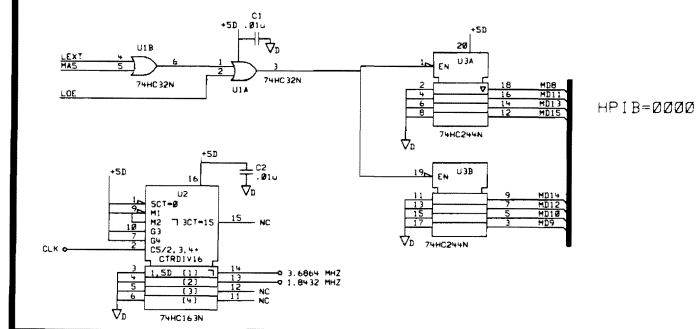 C1
+5D .01u
U1B
LEXT 4
MAS 5
6
74HC32N
1
2
3
D
74HC32N
U1A
LOE
+5D
20
U3A
1
EN
2
4
6
8
18 MD8
16 MD11
14 MD13
12 MD15
D
74HC244N
HPIB=0000
19
EN
U3B
11
13
15
17
9 MD14
7 MD12
5 MD10
3 MD9
D
74HC244N
+5D
+5D
16
C2
.01u
D
U2
1
9
10
7
2
5CT=0
M1
M2
G3
G4
C5/2,3,4+
3CT=15
15 NC
CLK
CTRDIV16
3
4
5
6
1,5D [1]
[2]
[3]
[4]
14 3.6864 MHZ
13 1.8432 MHZ
12 NC
11 NC
D
74HC163N